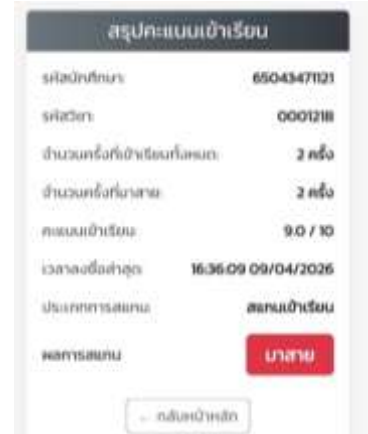 สรุปคะแนนเข้าเรียน
รหัสนักศึกษา: 65043471121
รหัสวิชา: 0001218
จำนวนครั้งที่เข้าเรียนทั้งหมด: 2 ครั้ง
จำนวนครั้งที่มาสาย: 2 ครั้ง
คะแนนเข้าเรียน: 9.0 / 10
เวลาลงชื่อล่าสุด: 16:36:09 09/04/2026
ประเภทการสแกน: สแกนเข้าเรียน
ผลการสแกน มาสาย
← กลับหน้าหลัก